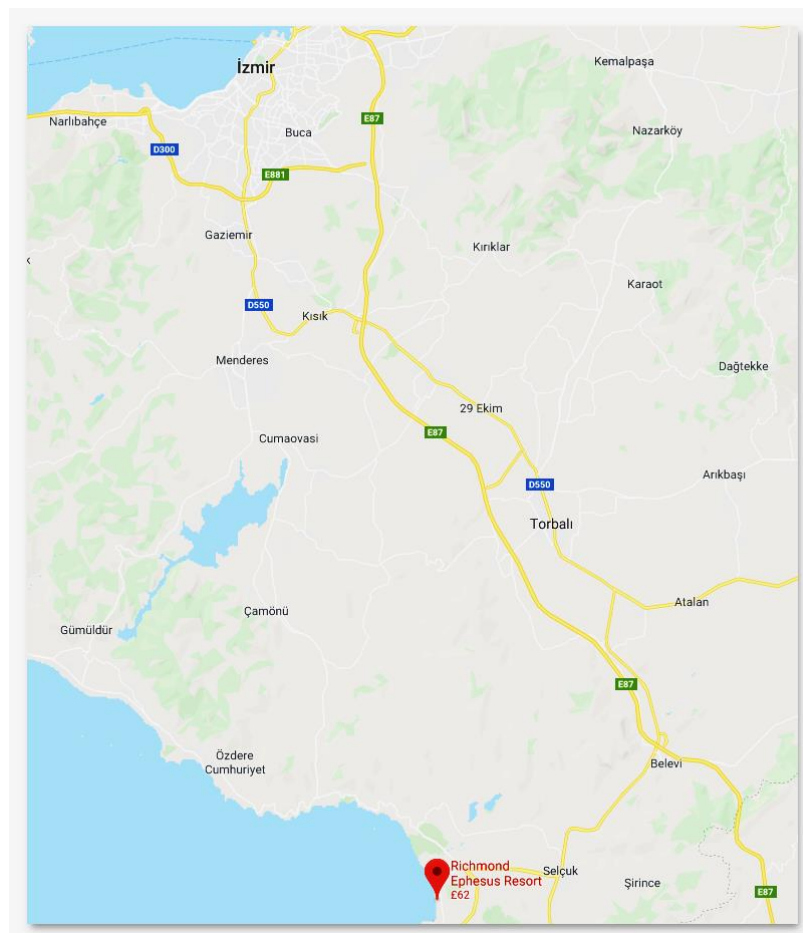 Kemalpaşa
İzmir
Narlıbahçe
E87
Buca
Nazarköy
D300
E881
Gaziemir
Kırıklar
Karaot
D550
Kısık
Menderes
Dağtekke
29 Ekim
E87
Cumaovasi
Arıkbaşı
D550
Torbalı
Atalan
Çamönü
Gümüldür
E87
Özdere
Cumhuriyet
Belevi
Richmond
Ephesus Resort
£62
Selçuk
Şirince
E87